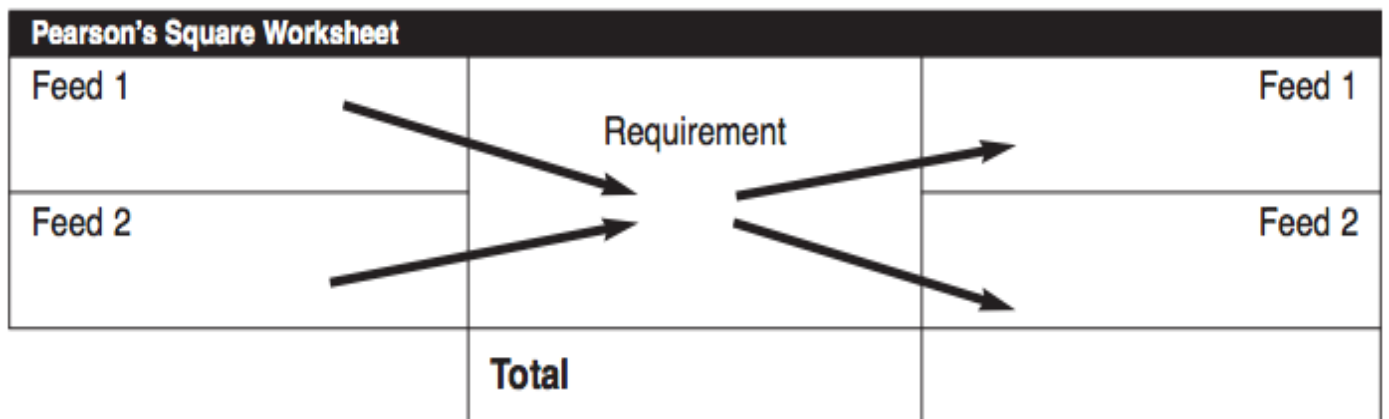 Pearson's Square Worksheet
Feed 1
Requirement
Feed 1
Feed 2
Feed 2
Total